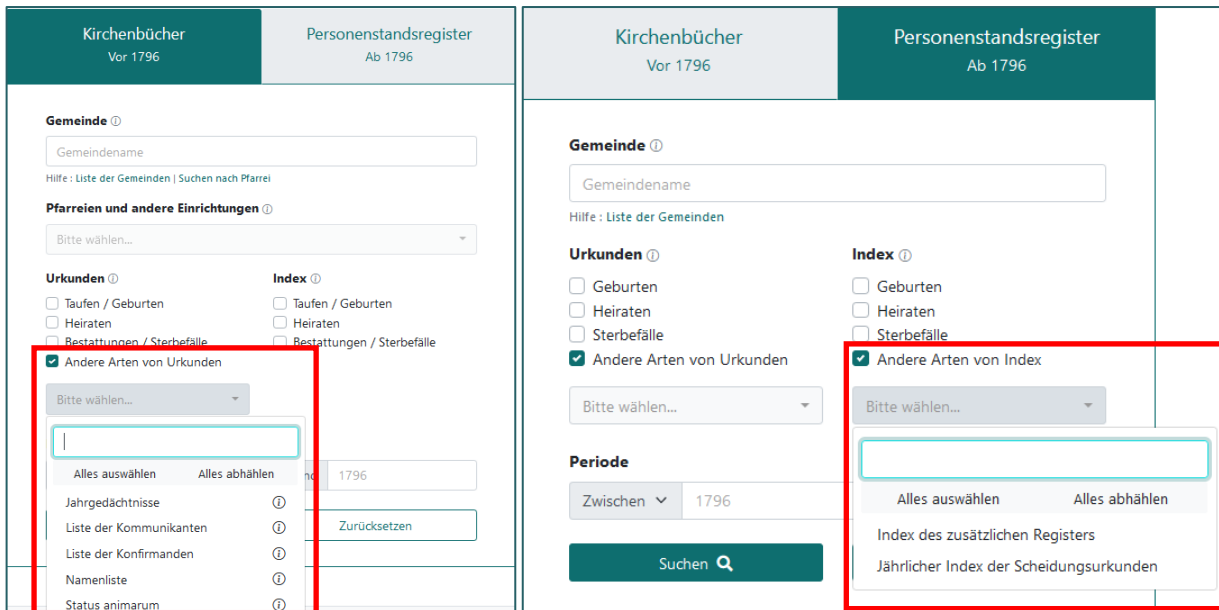 Kirchenbücher
Vor 1796
Personenstandsregister
Ab 1796
Gemeinde
Gemeindename
Hilfe : Liste der Gemeinden | Suchen nach Pfarrei
Pfarreien und andere Einrichtungen
Bitte wählen...
Urkunden
Index
Taufen / Geburten
Taufen / Geburten
Heiraten
Heiraten
Bestattungen / Sterbefälle
Bestattungen / Sterbefälle
Andere Arten von Urkunden
Bitte wählen...
Alles auswählen
Alles abhählen
1796
Jahrgedächtnisse
Liste der Kommunikanten
Zurücksetzen
Liste der Konfirmanden
Namenliste
Status animarum
Kirchenbücher
Vor 1796
Personenstandsregister
Ab 1796
Gemeinde
Gemeindename
Hilfe : Liste der Gemeinden
Urkunden
Index
Geburten
Geburten
Heiraten
Heiraten
Sterbefälle
Sterbefälle
Andere Arten von Urkunden
Andere Arten von Index
Bitte wählen...
Bitte wählen...
Periode
Zwischen
1796
Alles auswählen
Alles abhählen
Index des zusätzlichen Registers
Suchen
Jährlicher Index der Scheidungsurkunden